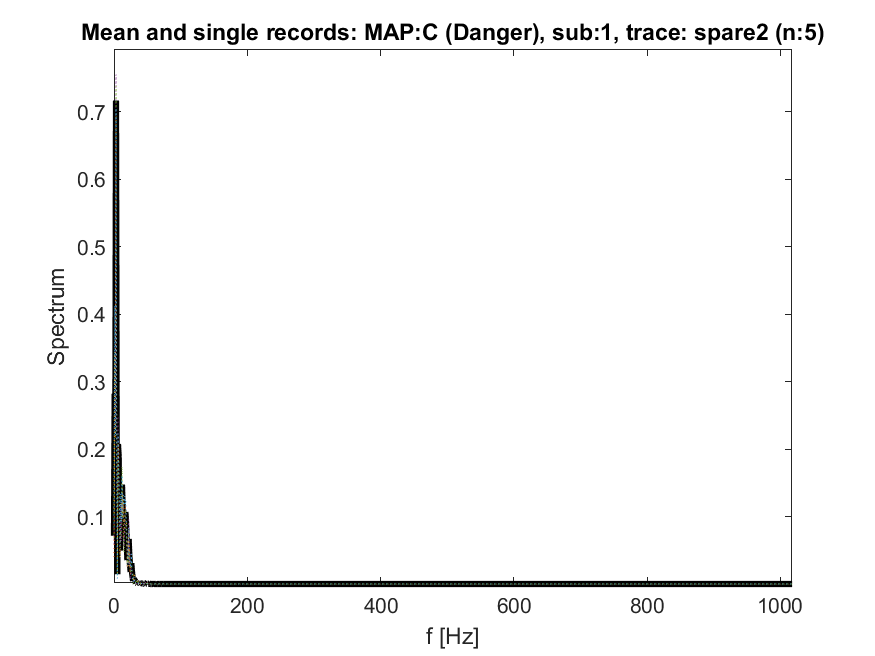 Mean and single records: MAP:C (Danger), sub:1, trace: spare2 (n:5)
0.7
0.6
0.5
0.4
0.3
0.2
0.1
Spectrum
0 200 400 600 800 1000
f [Hz]